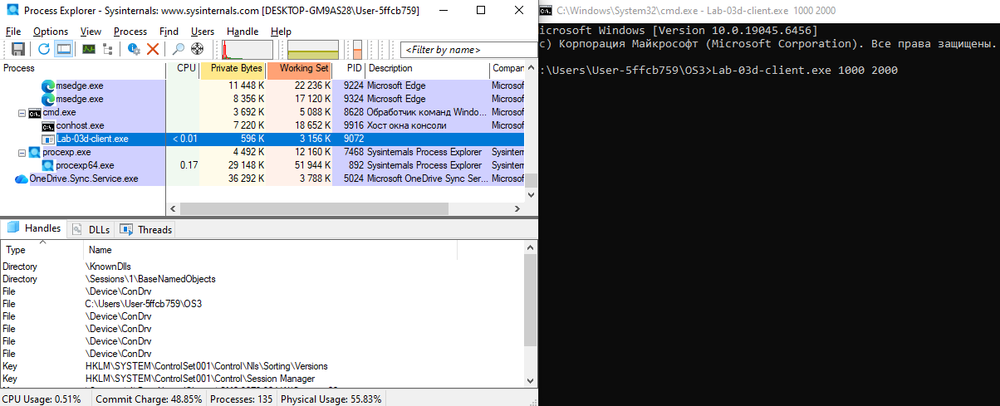 Process Explorer - Sysinternals: www.sysinternals.com [DESKTOP-GM9AS28\User-5ffcb759]
File Options View Process Find Users Handle Help
<Filter by name>
Process CPU Private Bytes Working Set PID Description Company
msedge.exe 11 448 K 22 236 K 9224 Microsoft Edge Microsof
msedge.exe 8 356 K 17 120 K 9324 Microsoft Edge Microsof
cmd.exe 3 692 K 5 088 K 8628 Обработчик команд Windo... Microsof
conhost.exe 7 220 K 18 652 K 9916 Хост окна консоли Microsof
Lab-03d-client.exe < 0.01 596 K 3 156 K 9072
procexp.exe 4 492 K 12 160 K 7468 Sysinternals Process Explorer Sysintern
procexp64.exe 0.17 29 148 K 51 944 K 892 Sysinternals Process Explorer Sysintern
OneDrive.Sync.Service.exe 36 292 K 3 788 K 5024 Microsoft OneDrive Sync Ser... Microsof
Handles DLLs Threads
Type Name
Directory \KnownDlls
Directory \Sessions\1\BaseNamedObjects
File \Device\ConDrv
File C:\Users\User-5ffcb759\OS3
File \Device\ConDrv
File \Device\ConDrv
File \Device\ConDrv
File \Device\ConDrv
Key HKLM\SYSTEM\ControlSet001\Control\Nls\Sorting\Versions
Key HKLM\SYSTEM\ControlSet001\Control\Session Manager
CPU Usage: 0.51% Commit Charge: 48.85% Processes: 135 Physical Usage: 55.83%
C:\Windows\System32\cmd.exe - Lab-03d-client.exe 1000 2000
icrosoft Windows [Version 10.0.19045.6456]
c) Корпорация Майкрософт (Microsoft Corporation). Все права защищены.
:\Users\User-5ffcb759\OS3>Lab-03d-client.exe 1000 2000